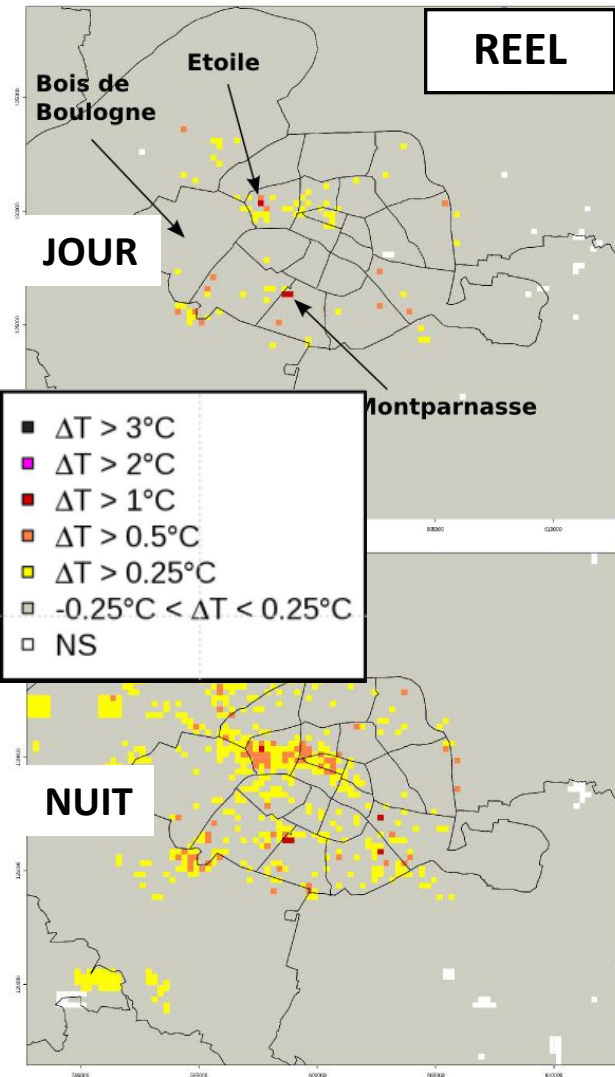 REEL
Etoile
Bois de
Boulogne
JOUR
Montparnasse
ΔT > 3°C
ΔT > 2°C
ΔT > 1°C
ΔT > 0.5°C
ΔT > 0.25°C
-0.25°C < ΔT < 0.25°C
NS
NUIT